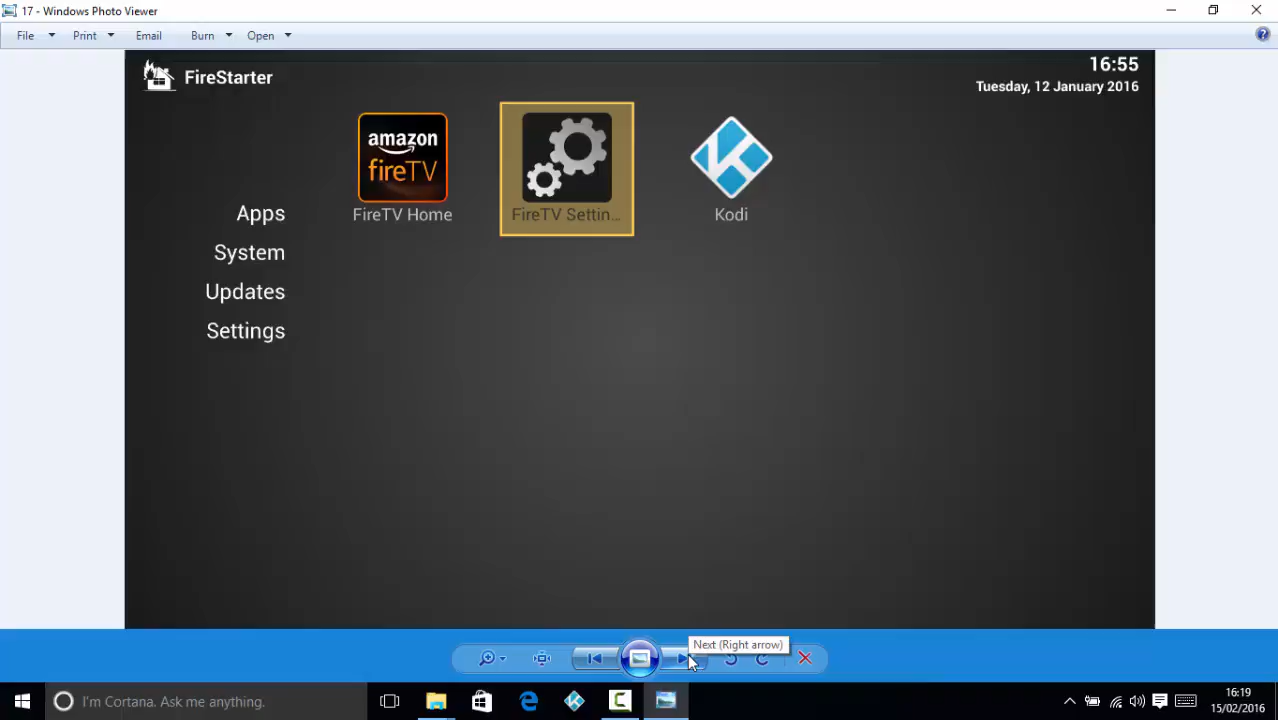 17 - Windows Photo Viewer
File Print Email Burn Open
FireStarter
16:55
Tuesday, 12 January 2016
amazon
fireTV
FireTV Home
FireTV Settin...
Kodi
Apps
System
Updates
Settings
Next (Right arrow)
I'm Cortana. Ask me anything.
16:19
15/02/2016